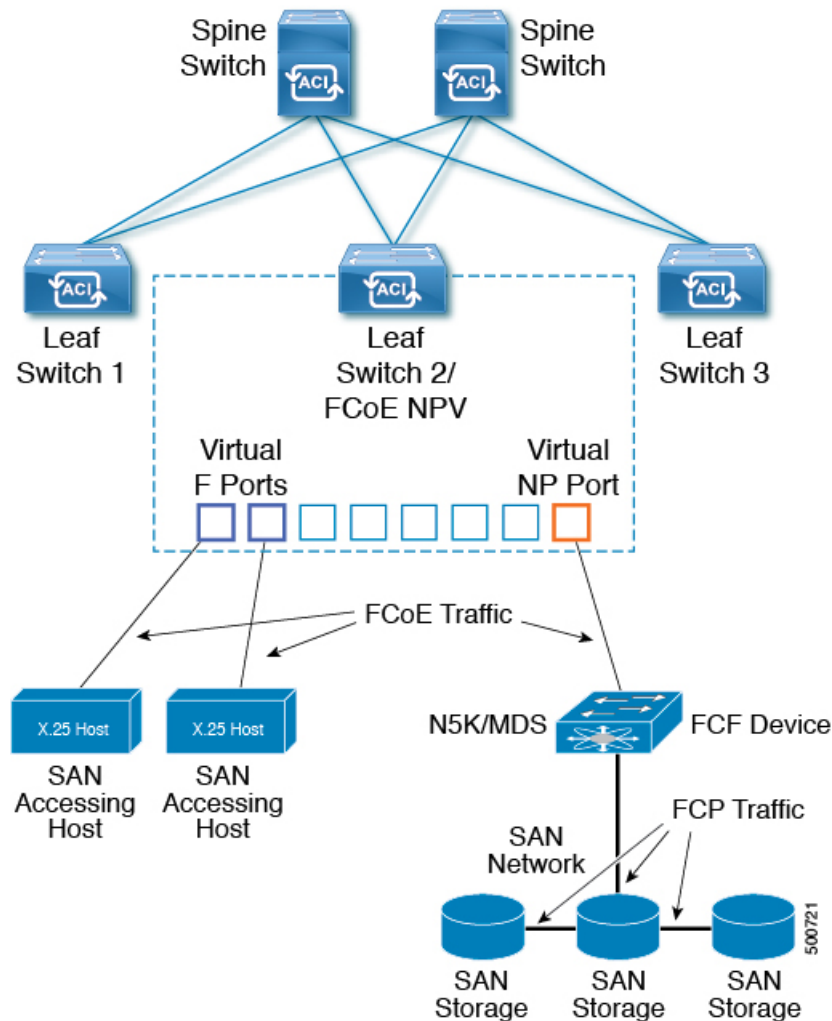 Spine
Switch
Spine
Switch
ACI
ACI
ACI
ACI
ACI
Leaf
Switch 1
Leaf
Switch 2/
FCoE NPV
Leaf
Switch 3
Virtual
F Ports
Virtual
NP Port
FCoE Traffic
X.25 Host
X.25 Host
N5K/MDS
FCF Device
SAN
Accessing
Host
SAN
Accessing
Host
FCP Traffic
SAN
Network
SAN
Storage
SAN
Storage
SAN
Storage
500721